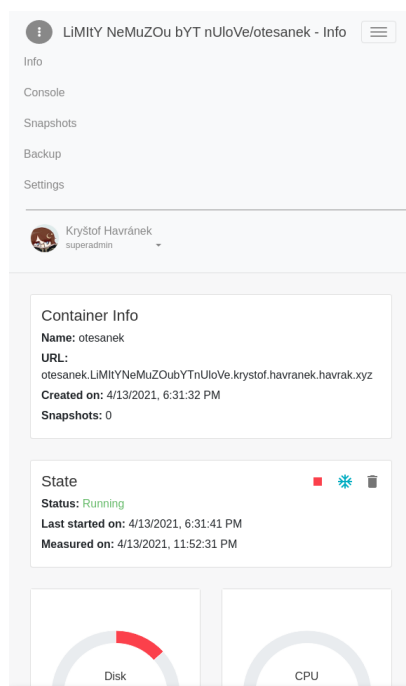 LiMItY NeMuZOu bYT nUloVe/otesanek - Info
Info
Console
Snapshots
Backup
Settings
Kryštof Havránek
superadmin
Container Info
Name: otesanek
URL:
otesanek.LiMItYNeMuZOubYTnUloVe.krystof.havranek.havrak.xyz
Created on: 4/13/2021, 6:31:32 PM
Snapshots: 0
State
Status: Running
Last started on: 4/13/2021, 6:31:41 PM
Measured on: 4/13/2021, 11:52:31 PM
Disk
CPU